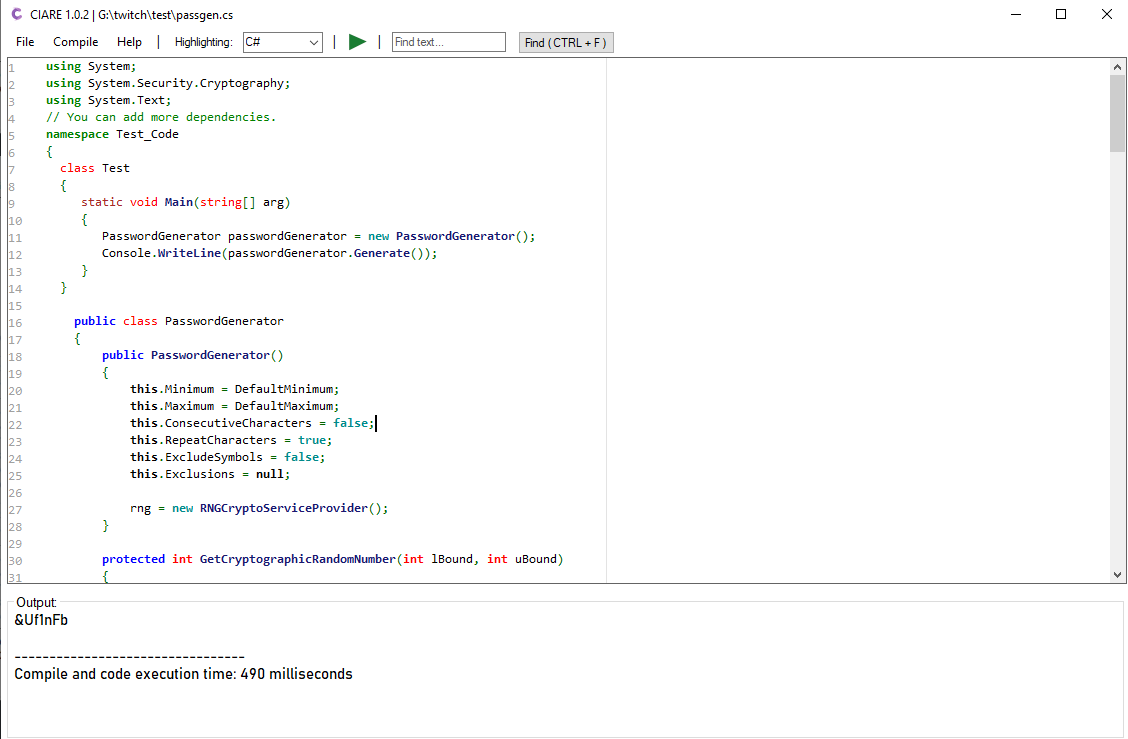 CIARE 1.0.2 | G:\twitch\test\passgen.cs
File Compile Help | Highlighting: C# | | Find text... Find ( CTRL + F )
1 using System;
2 using System.Security.Cryptography;
3 using System.Text;
4 // You can add more dependencies.
5 namespace Test_Code
6 {
7 class Test
8 {
9 static void Main(string[] arg)
10 {
11 PasswordGenerator passwordGenerator = new PasswordGenerator();
12 Console.WriteLine(passwordGenerator.Generate());
13 }
14 }
15
16 public class PasswordGenerator
17 {
18 public PasswordGenerator()
19 {
20 this.Minimum = DefaultMinimum;
21 this.Maximum = DefaultMaximum;
22 this.ConsecutiveCharacters = false;
23 this.RepeatCharacters = true;
24 this.ExcludeSymbols = false;
25 this.Exclusions = null;
26
27 rng = new RNGCryptoServiceProvider();
28 }
29
30 protected int GetCryptographicRandomNumber(int lBound, int uBound)
31 {
Output:
&Uf1nFb
---------------------------------
Compile and code execution time: 490 milliseconds